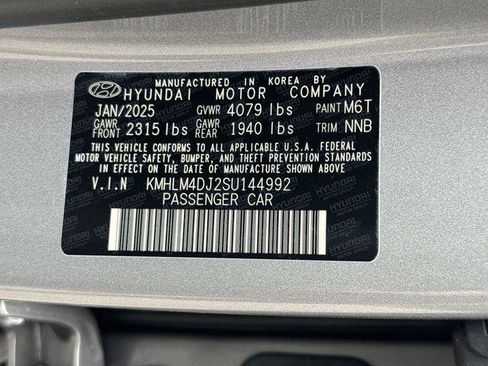 MANUFACTURED IN KOREA BY
HYUNDAI MOTOR COMPANY
JAN/2025 GVWR 4079 lbs PAINT M6T
GAWR FRONT 2315 lbs GAWR REAR 1940 lbs TRIM NNB
THIS VEHICLE CONFORMS TO ALL APPLICABLE U.S.A. FEDERAL
MOTOR VEHICLE SAFETY, BUMPER, AND THEFT PREVENTION STANDARDS
IN EFFECT ON THE DATE OF MANUFACTURE SHOWN ABOVE.
V.I.N KMHLM4DJ2SU144992
PASSENGER CAR